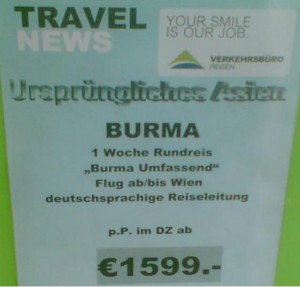 TRAVEL
NEWS
YOUR SMILE
IS OUR JOB.
VERKEHRSBÜRO
REISEN
Ursprüngliches Asien
BURMA
1 Woche Rundreis
„Burma Umfassend"
Flug ab/bis Wien
deutschsprachige Reiseleitung
p.P. im DZ ab
€1599.-